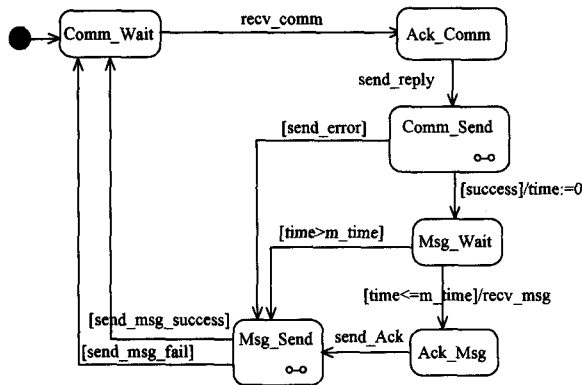 recv_comm
Comm_Wait
Ack_Comm
send_reply
[send_error]
Comm_Send
[success]/time:=0
[time>m_time]
Msg_Wait
[time<=m_time]/recv_msg
[send_msg_success]
Msg_Send
send_Ack
Ack_Msg
[send_msg_fail]